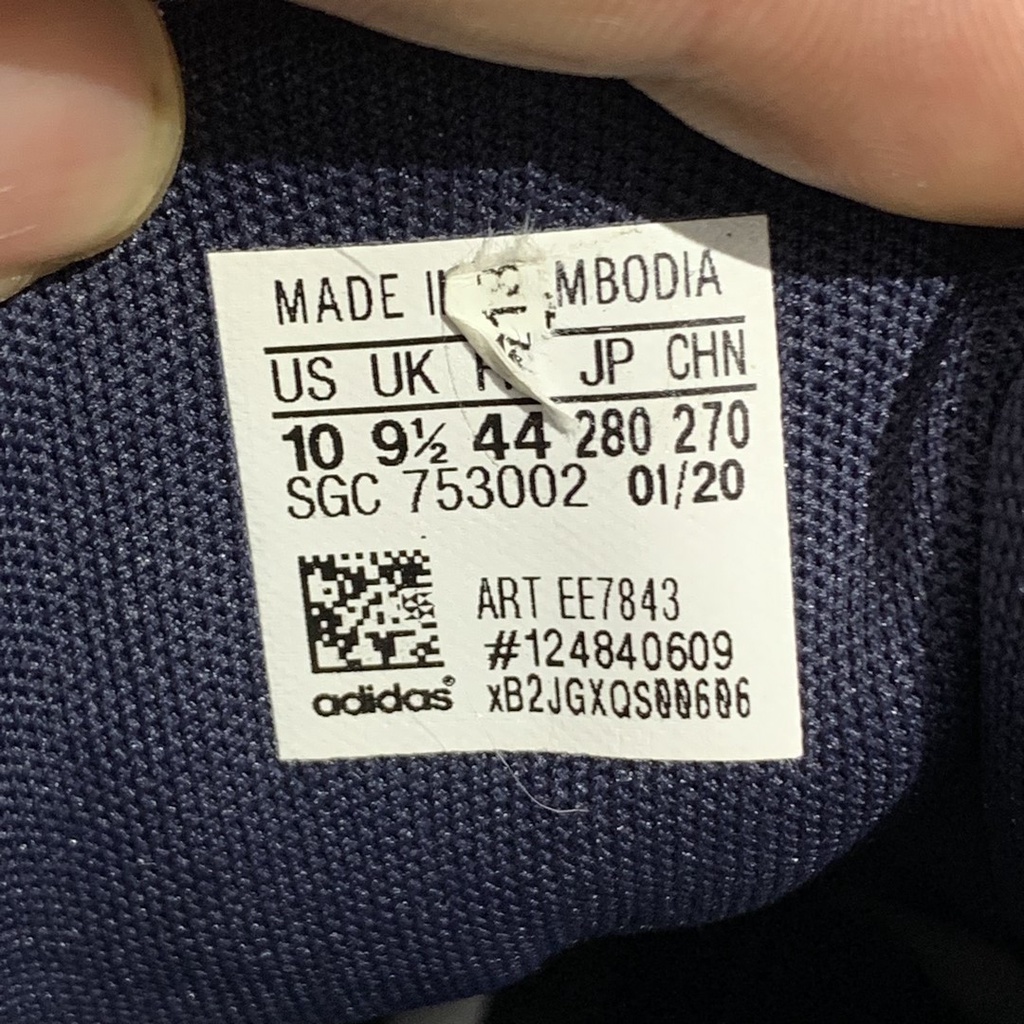 MADE MBODIA
US UK JP CHN
10 9½ 44 280 270
SGC 753002 01/20
ART EE7843
#124840609
adidas® xB2JGXQS00606
213